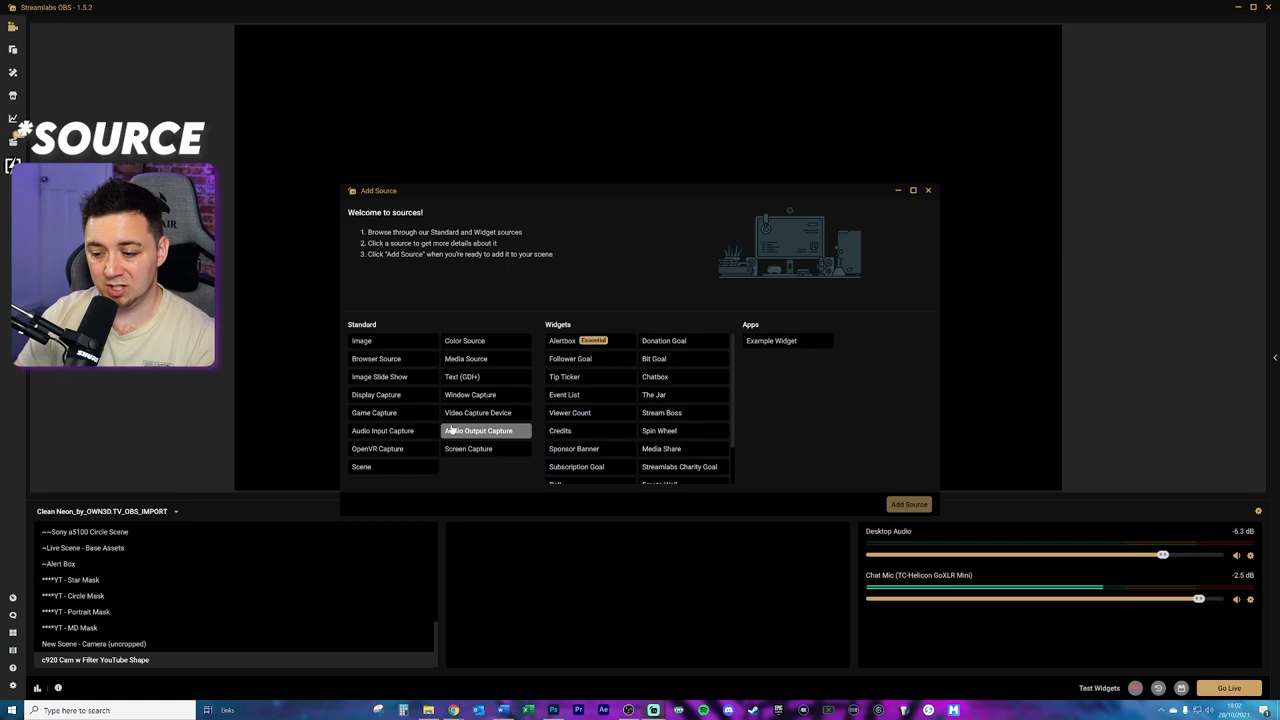 Streamlabs OBS - 1.5.2
*SOURCE
Add Source
Welcome to sources!
1. Browse through our Standard and Widget sources
2. Click a source to get more details about it
3. Click "Add Source" when you're ready to add it to your scene
Standard
Image
Color Source
Browser Source
Media Source
Image Slide Show
Text (GDI+)
Display Capture
Window Capture
Game Capture
Video Capture Device
Audio Input Capture
Audio Output Capture
OpenVR Capture
Screen Capture
Scene
Widgets
Alertbox Essential
Donation Goal
Follower Goal
Bit Goal
Tip Ticker
Chatbox
Event List
The Jar
Viewer Count
Stream Boss
Credits
Spin Wheel
Sponsor Banner
Media Share
Subscription Goal
Streamlabs Charity Goal
Apps
Example Widget
Add Source
Clean Neon_by_OWN3D.TV_OBS_IMPORT
~~Sony a5100 Circle Scene
~Live Scene - Base Assets
~Alert Box
****YT - Star Mask
****YT - Circle Mask
****YT - Portrait Mask
****YT - MD Mask
New Scene - Camera (uncropped)
c920 Cam w Filter YouTube Shape
Desktop Audio -6.3 dB
Chat Mic (TC-Helicon GoXLR Mini) -2.5 dB
Test Widgets
Go Live
Type here to search
Links
18:02
28/10/2021